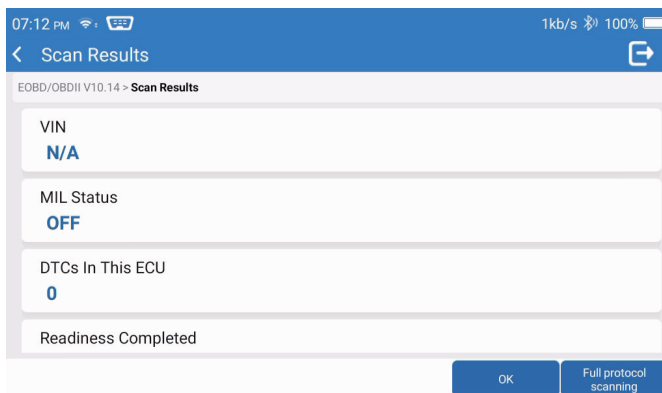 07:12 PM 1kb/s 100%
Scan Results
EOBD/OBDII V10.14 > Scan Results
VIN
N/A
MIL Status
OFF
DTCs In This ECU
0
Readiness Completed
OK
Full protocol
scanning